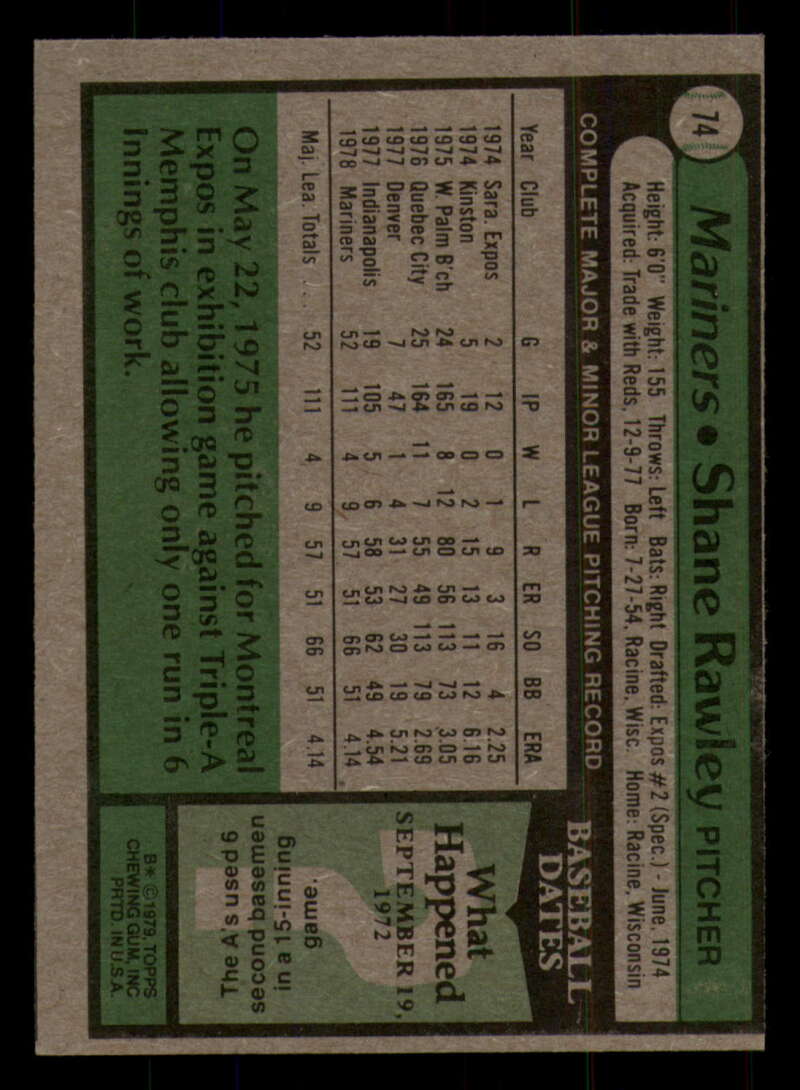 74
Mariners • Shane Rawley PITCHER
Height: 6'0" Weight: 155 Throws: Left Bats: Right Drafted: Expos #2 (Spec.) - June, 1974
Acquired: Trade with Reds, 12-9-77 Born: 7-27-54, Racine, Wisc. Home: Racine, Wisconsin
COMPLETE MAJOR & MINOR LEAGUE PITCHING RECORD
Year Club G IP W L R ER SO BB ERA
1974 Sara. Expos 2 12 0 1 9 3 16 4 2.25
1974 Kinston 5 19 0 2 15 13 11 12 6.16
1975 W. Palm B'ch 24 165 8 12 80 56 113 73 3.05
1976 Quebec City 25 164 11 7 55 49 113 79 2.69
1977 Denver 7 47 1 4 31 27 30 19 5.21
1977 Indianapolis 19 105 5 6 58 53 62 49 4.54
1978 Mariners 52 111 4 9 57 51 66 51 4.14
Maj. Lea. Totals . . . 52 111 4 9 57 51 66 51 4.14
On May 22, 1975 he pitched for Montreal
Expos in exhibition game against Triple-A
Memphis club allowing only one run in 6
innings of work.
BASEBALL
DATES
What
Happened
SEPTEMBER 19,
1972
The A's used 6
second basemen
in a 15-inning
game.
B* © 1979, TOPPS
CHEWING GUM, INC
PRTD. IN U.S.A.